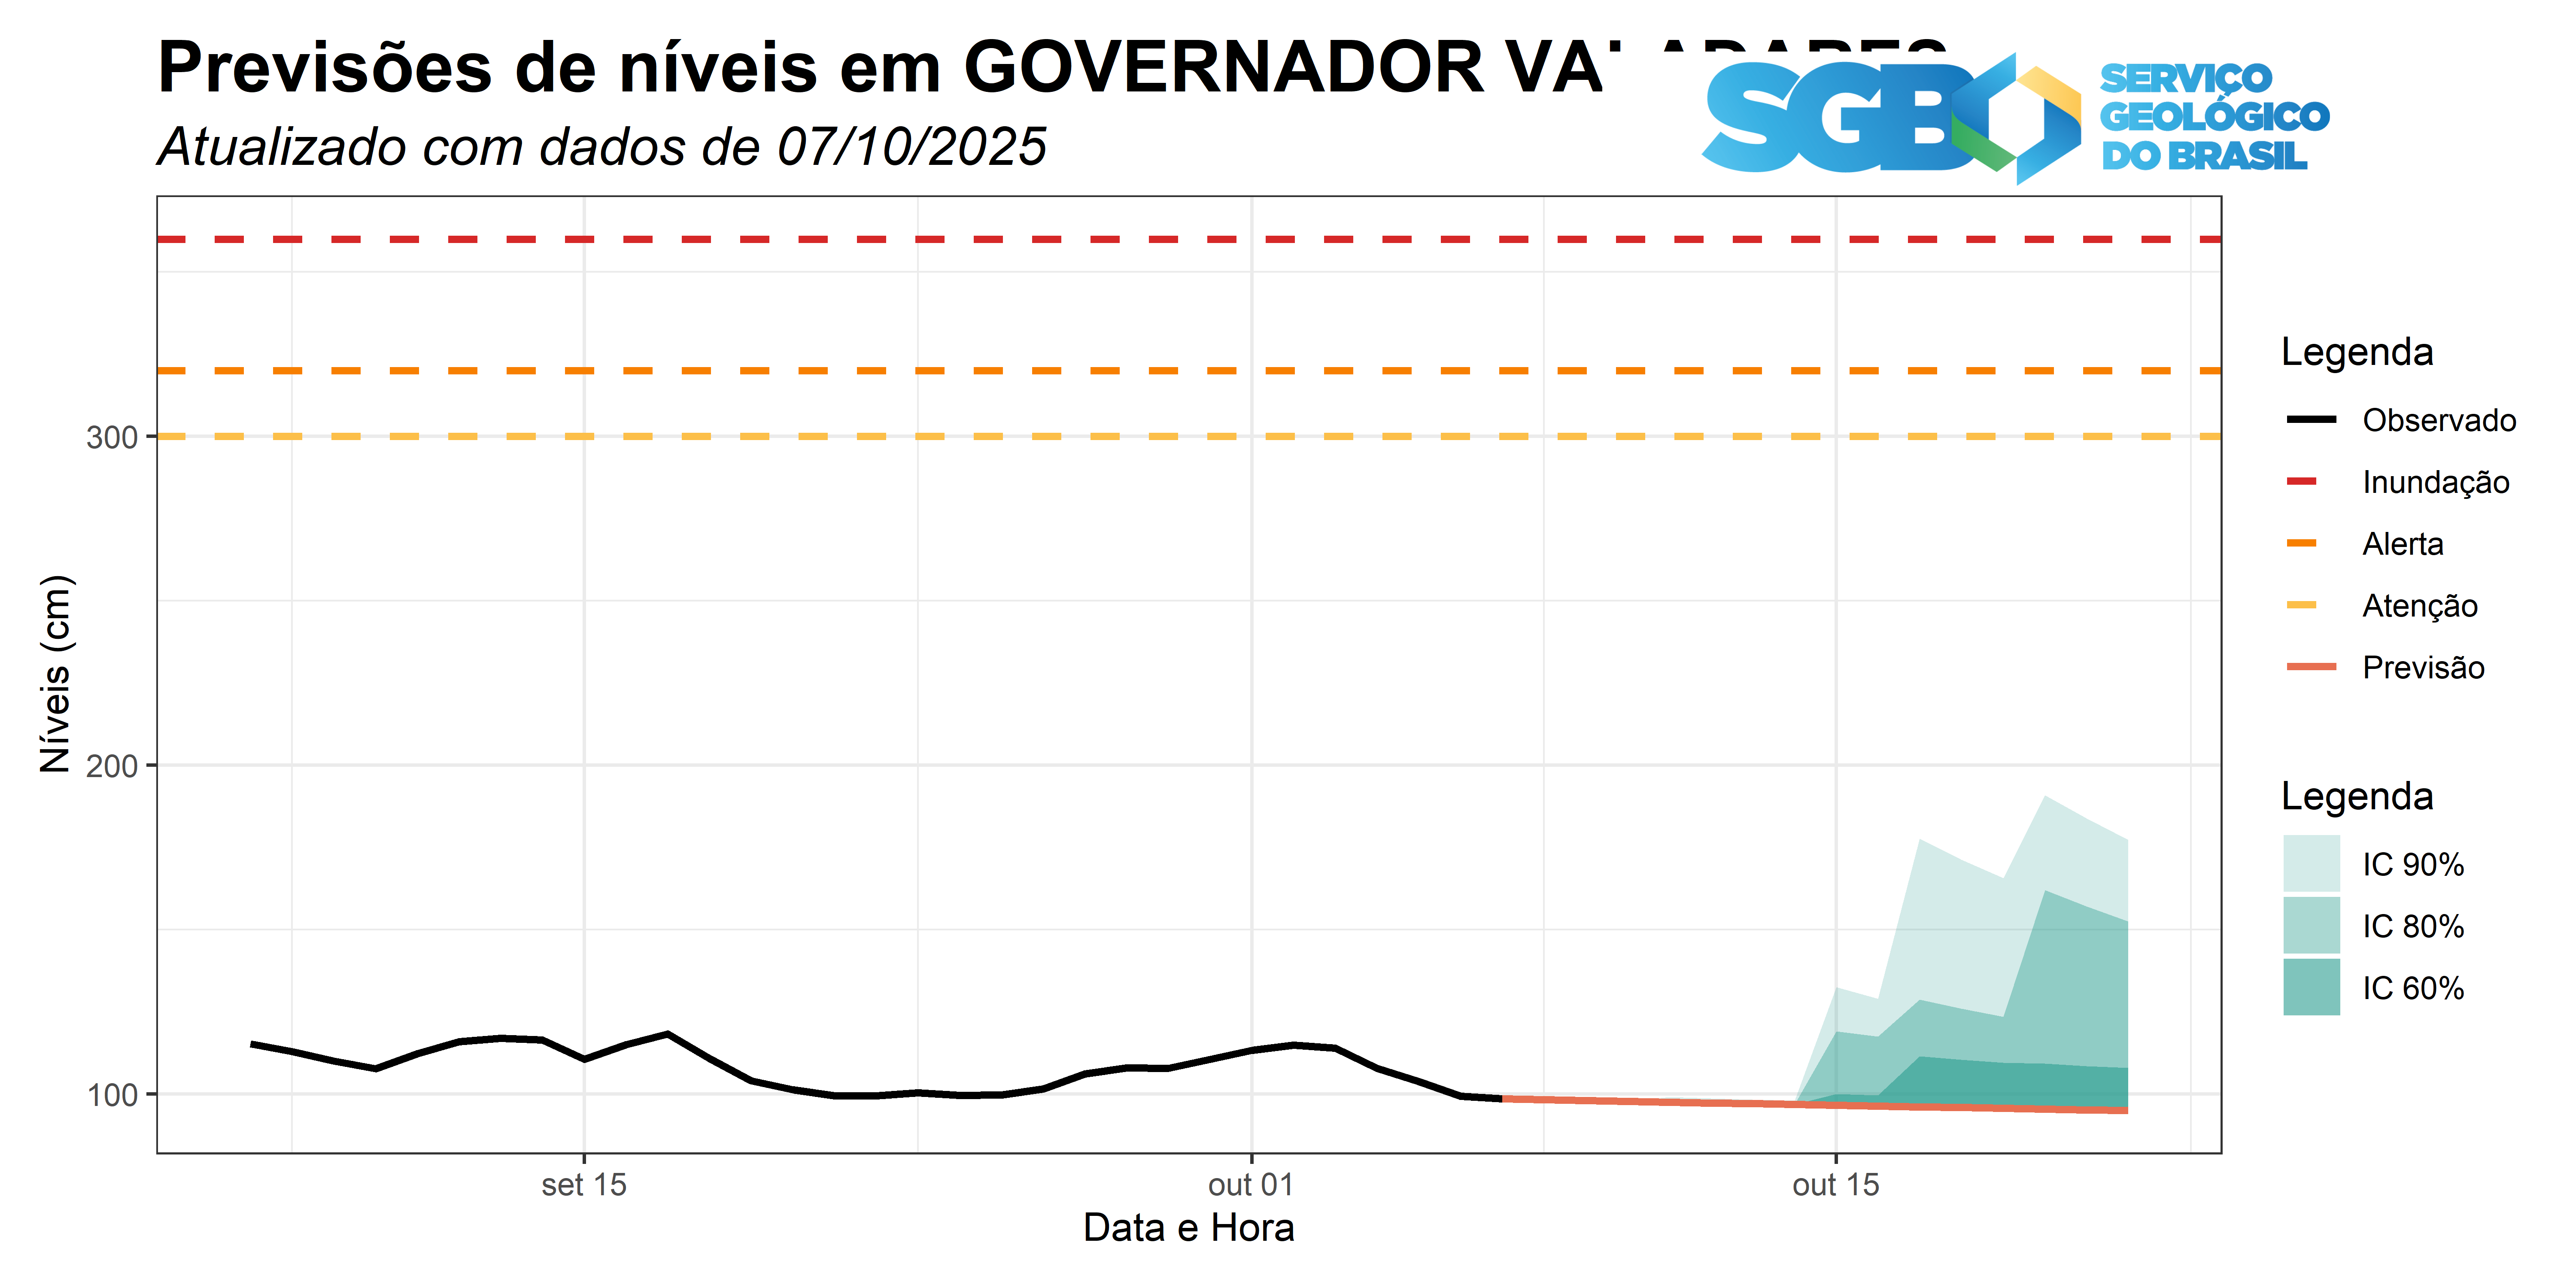 Previsões de níveis em GOVERNADOR
Atualizado com dados de 07/10/2025
SGB
SERVIÇO
GEOLÓGICO
DO BRASIL
Níveis (cm)
300
200
100
set 15
out 01
out 15
Data e Hora
Legenda
Observado
Inundação
Alerta
Atenção
Previsão
Legenda
IC 90%
IC 80%
IC 60%